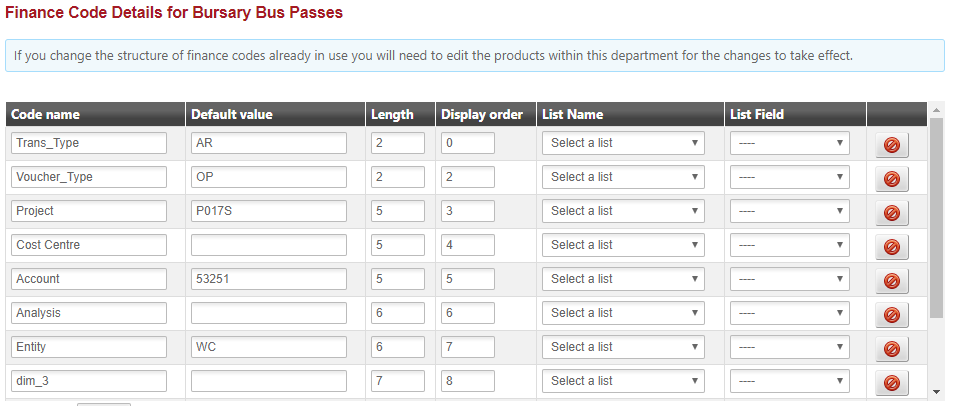 Finance Code Details for Bursary Bus Passes
If you change the structure of finance codes already in use you will need to edit the products within this department for the changes to take effect.
Code name Default value Length Display order List Name List Field
Trans_Type AR 2 0 Select a list ----
Voucher_Type OP 2 2 Select a list ----
Project P017S 5 3 Select a list ----
Cost Centre 5 4 Select a list ----
Account 53251 5 5 Select a list ----
Analysis 6 6 Select a list ----
Entity WC 6 7 Select a list ----
dim_3 7 8 Select a list ----